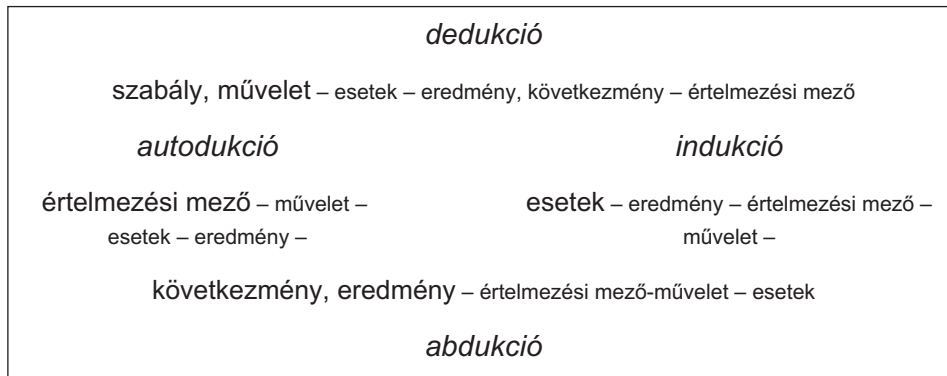 dedukció
szabály, művelet – esetek – eredmény, következmény – értelmezési mező
autodukció
indukció
értelmezési mező – művelet –
esetek – eredmény –
esetek – eredmény – értelmezési mező –
művelet –
következmény, eredmény – értelmezési mező-művelet – esetek
abdukció